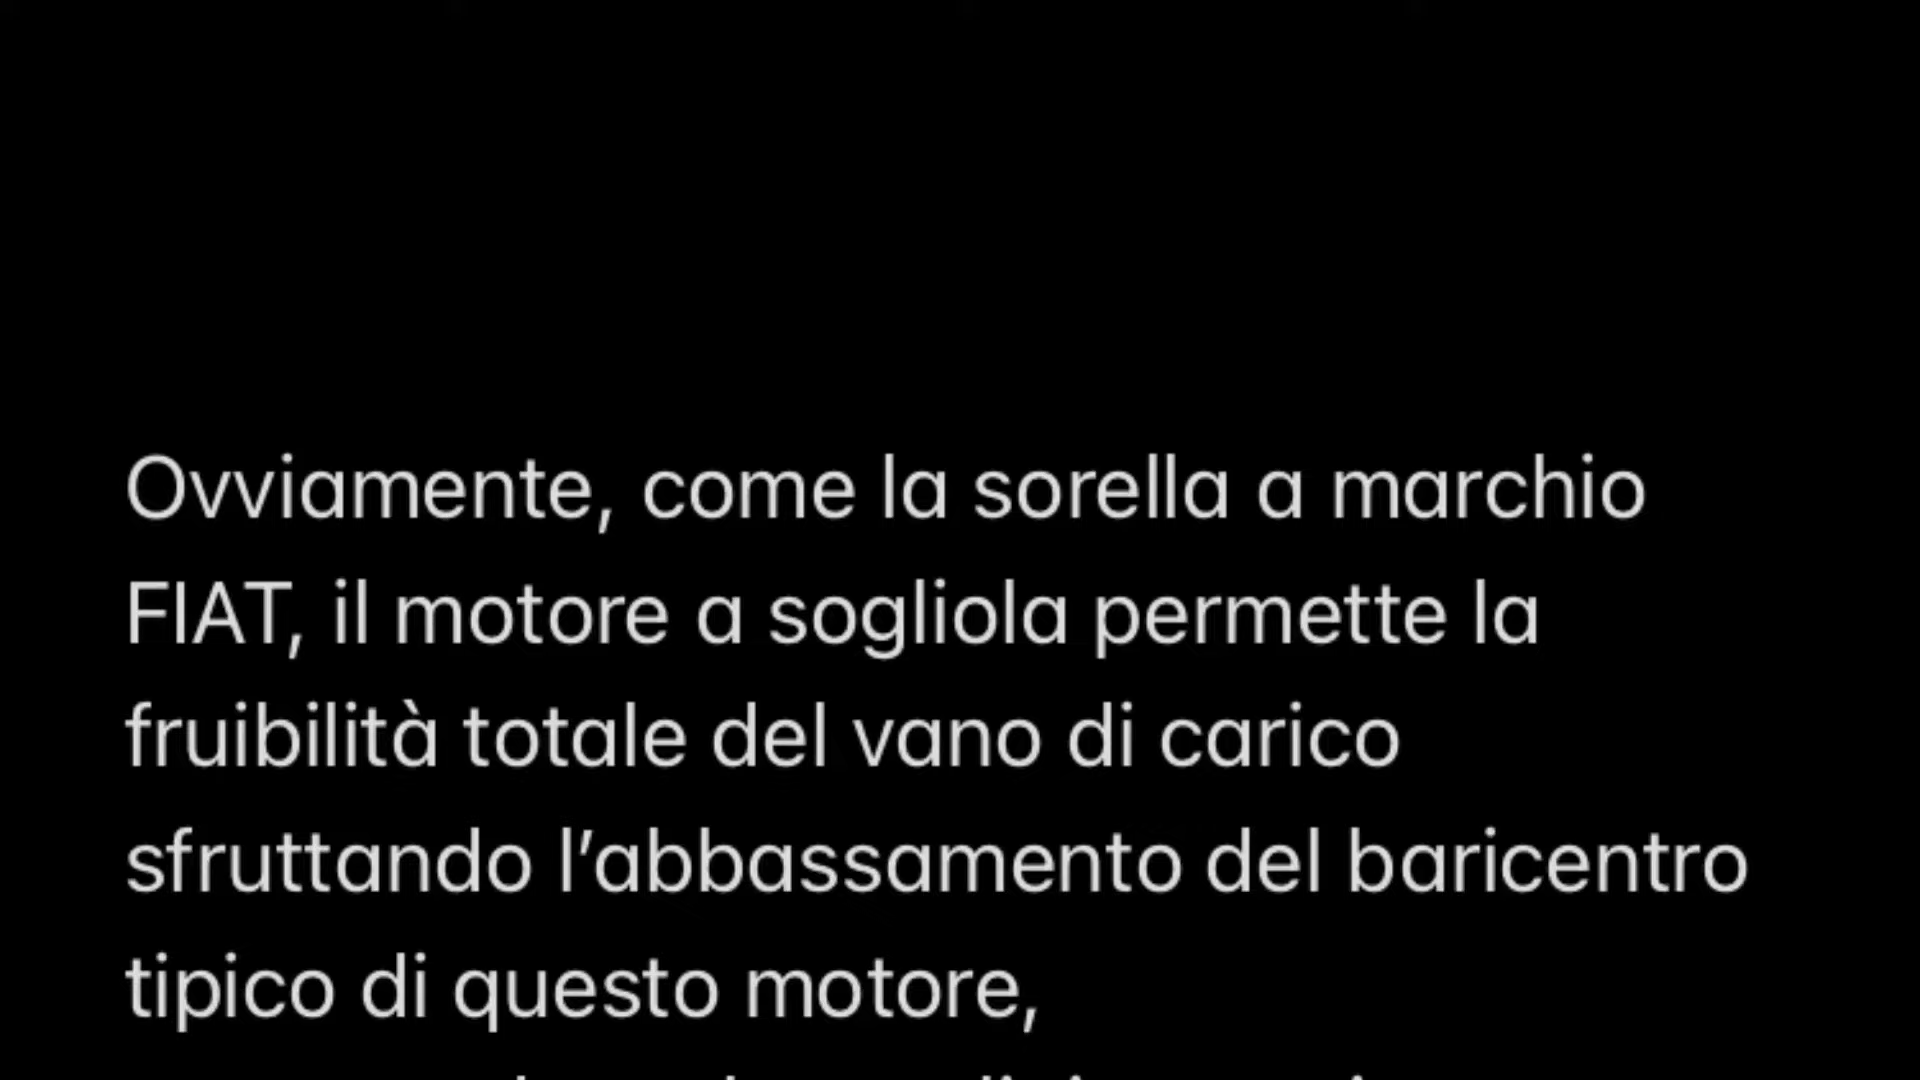 Ovviamente, come la sorella a marchio
FIAT, il motore a sogliola permette la
fruibilità totale del vano di carico
sfruttando l’abbassamento del baricentro
tipico di questo motore,